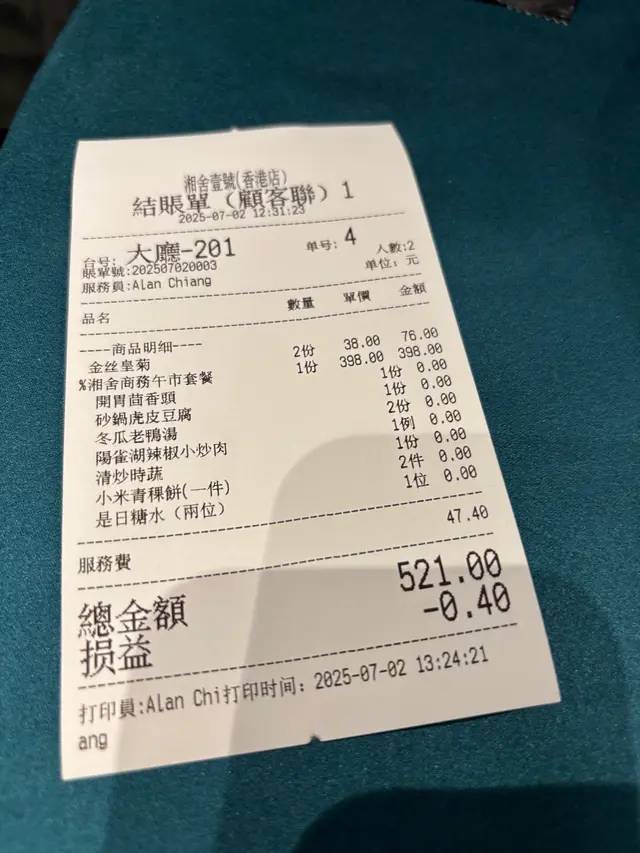 湘舍壹號(香港店)
結賬單（顧客聯）1
2025-07-02 12:31:23
台号: 大廳-201 单号: 4
賬單號:202507020003 人數:2
服務員:Alan Chiang 単位: 元
品名 數量 單價 金額
----商品明细----
金丝皇菊 2份 38.00 76.00
%湘舍商務午市套餐 1份 398.00 398.00
開胃茴香頭 1份 0.00
砂鍋虎皮豆腐 1份 0.00
冬瓜老鴨湯 2份 0.00
陽雀湖辣椒小炒肉 1例 0.00
清炒時蔬 1份 0.00
小米青稞餅(一件) 2件 0.00
是日糖水（兩位） 1位 0.00
服務費 47.40
總金額 521.00
损益 -0.40
打印員:Alan Chi打印时间: 2025-07-02 13:24:21
ang